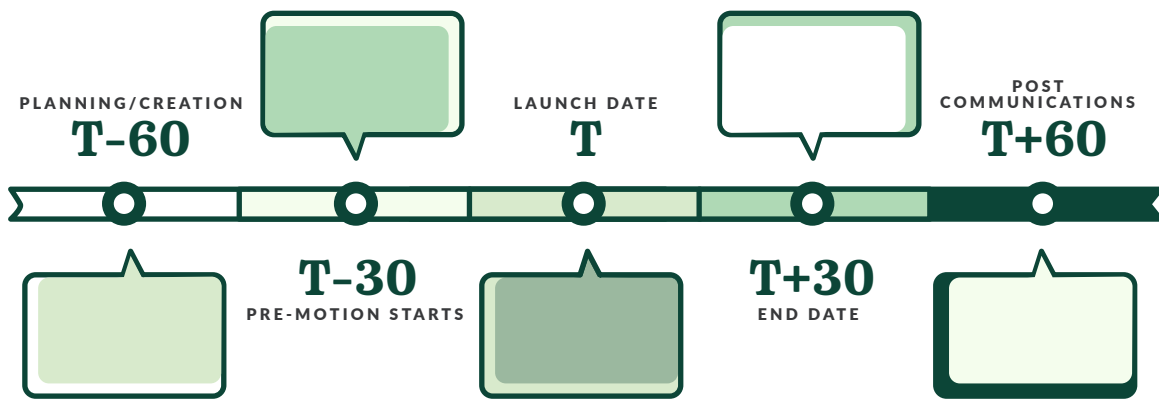 PLANNING/CREATION
T-60
T-30
PRE-MOTION STARTS
LAUNCH DATE
T
T+30
END DATE
POST
COMMUNICATIONS
T+60